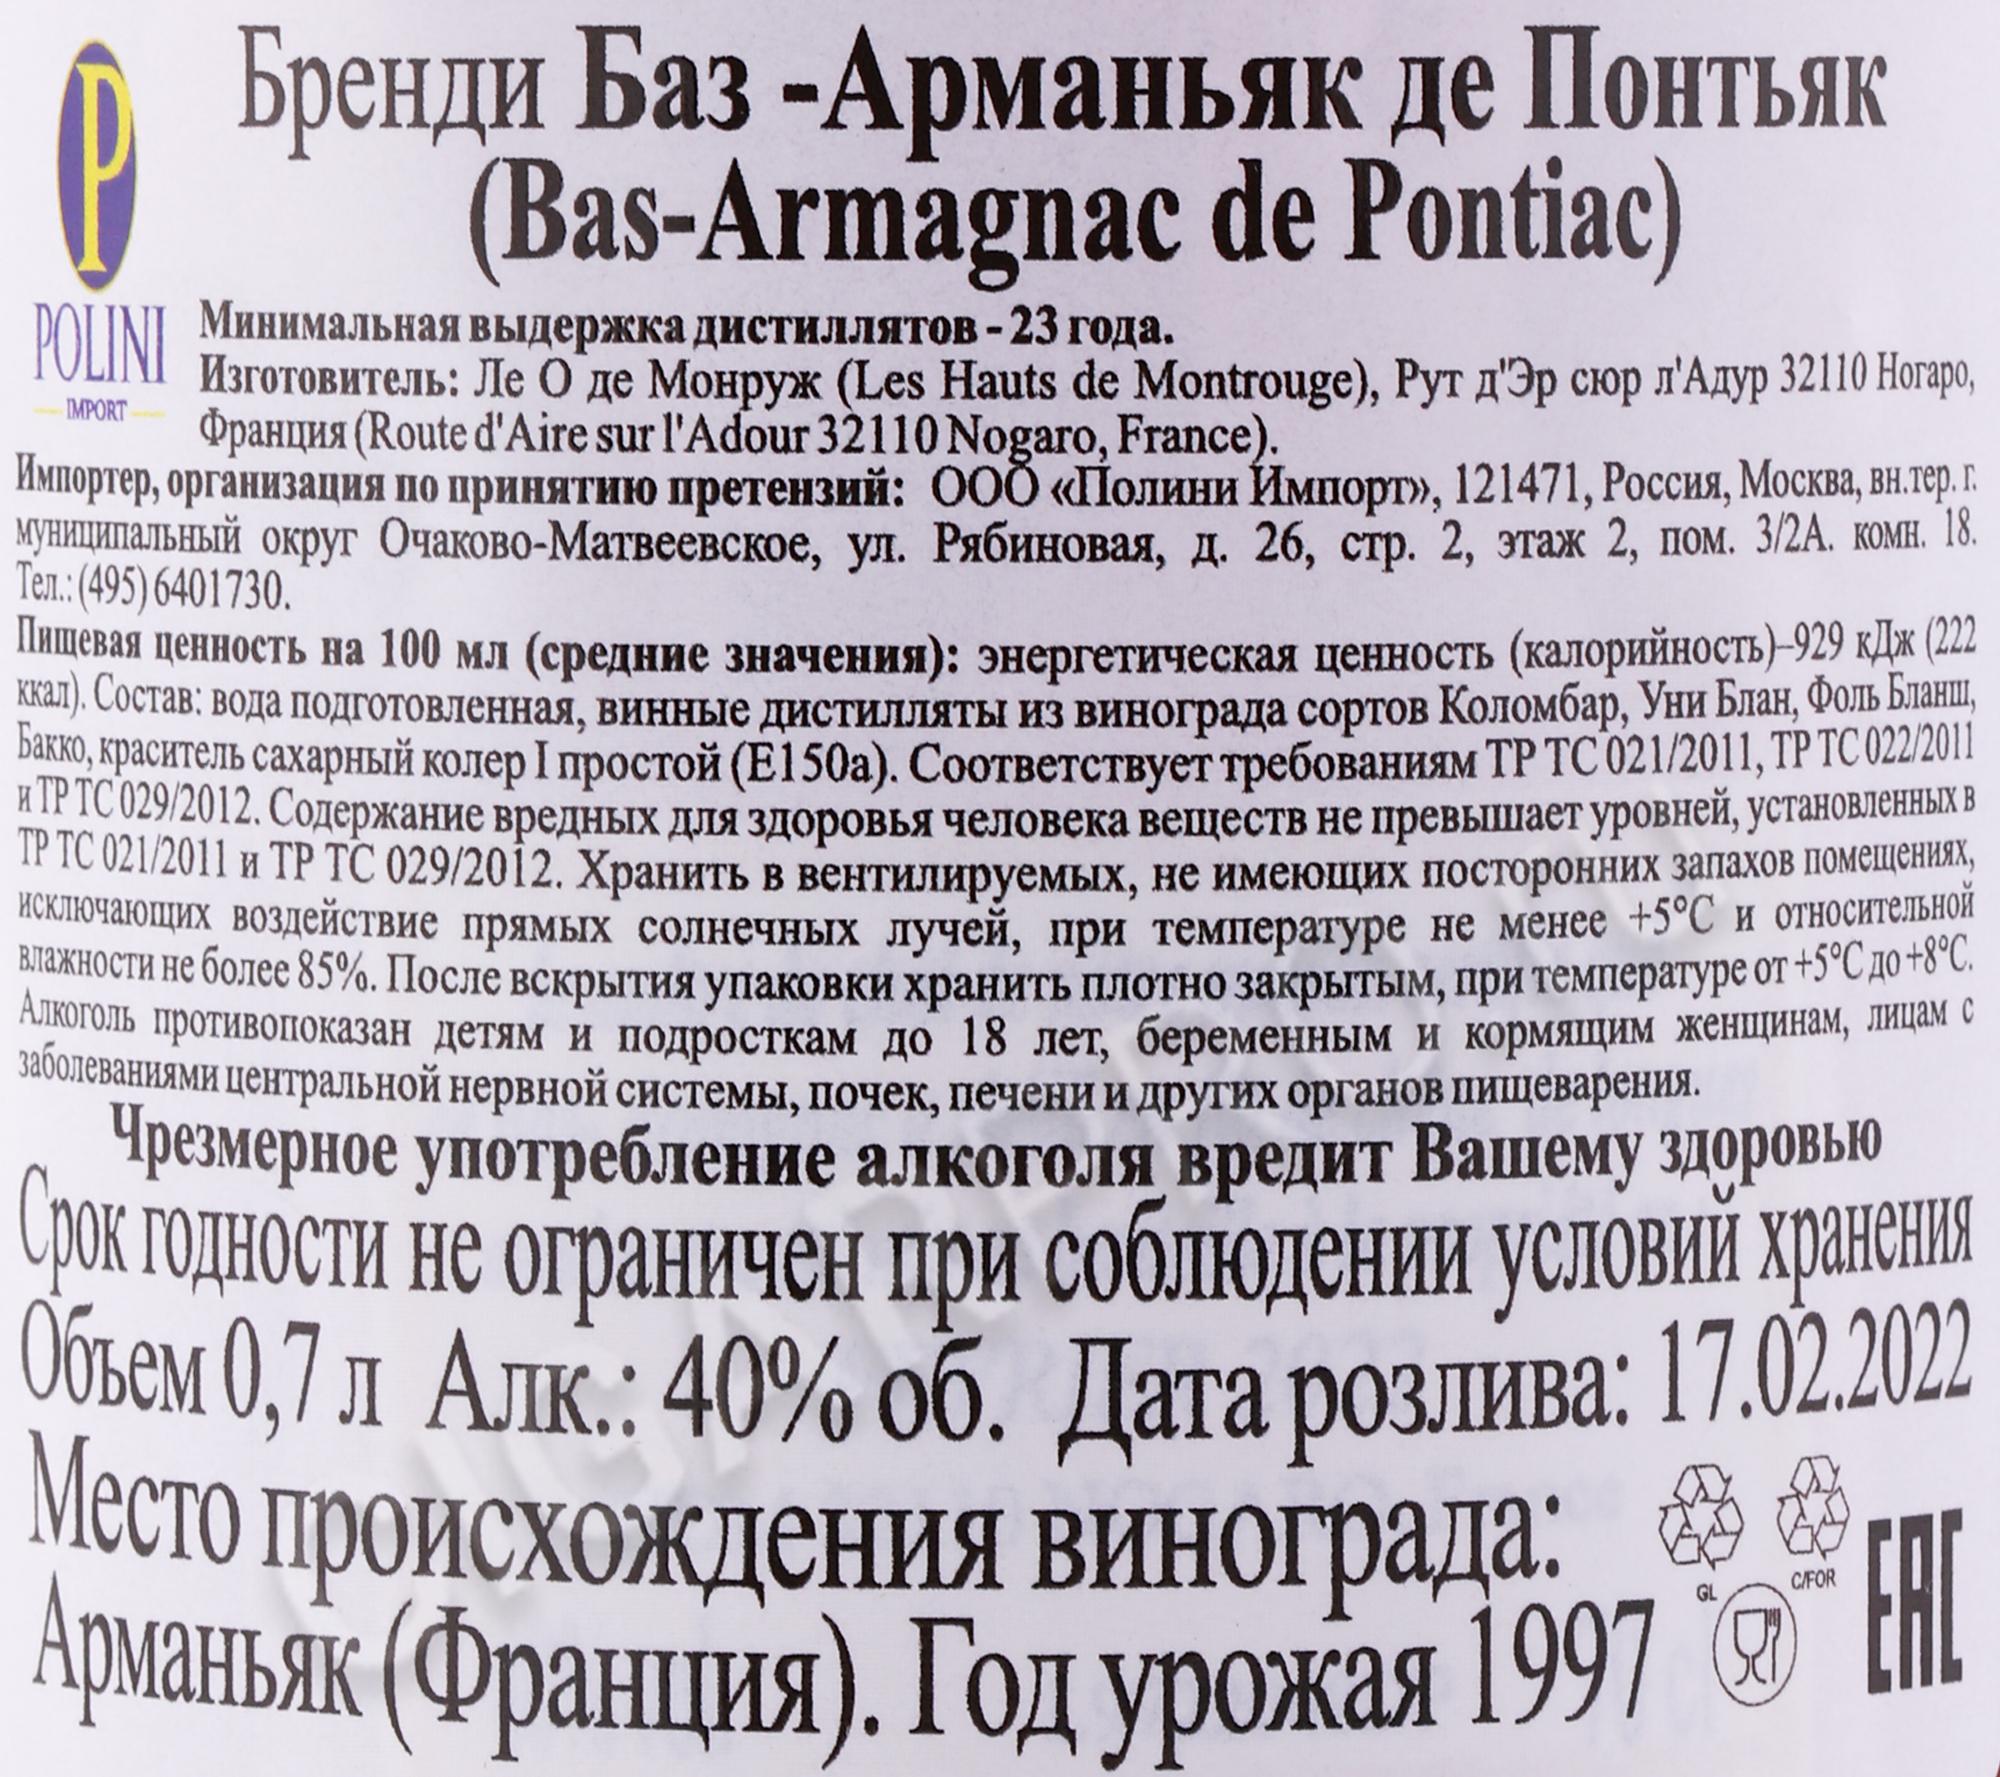 Бренди Баз -Арманьяк де Понтьяк
(Bas-Armagnac de Pontiac)
P
POLINI
IMPORT
Минимальная выдержка дистиллятов - 23 года.
Изготовитель: Ле О де Монруж (Les Hauts de Montrouge), Рут д'Эр сюр л'Адур 32110 Ногаро,
Франция (Route d'Aire sur l'Adour 32110 Nogaro, France).
Импортер, организация по принятию претензий: ООО «Полини Импорт», 121471, Россия, Москва, вн.тер. г.
муниципальный округ Очаково-Матвеевское, ул. Рябиновая, д. 26, стр. 2, этаж 2, пом. 3/2А. комн. 18.
Тел.: (495) 6401730.
Пищевая ценность на 100 мл (средние значения): энергетическая ценность (калорийность)–929 кДж (222
ккал). Состав: вода подготовленная, винные дистилляты из винограда сортов Коломбар, Уни Блан, Фоль Бланш,
Бакко, краситель сахарный колер I простой (Е150а). Соответствует требованиям ТР ТС 021/2011, ТР ТС 022/2011
и ТР ТС 029/2012. Содержание вредных для здоровья человека веществ не превышает уровней, установленных в
ТР ТС 021/2011 и ТР ТС 029/2012. Хранить в вентилируемых, не имеющих посторонних запахов помещениях,
исключающих воздействие прямых солнечных лучей, при температуре не менее +5°С и относительной
влажности не более 85%. После вскрытия упаковки хранить плотно закрытым, при температуре от +5°С до +8°С.
Алкоголь противопоказан детям и подросткам до 18 лет, беременным и кормящим женщинам, лицам с
заболеваниями центральной нервной системы, почек, печени и других органов пищеварения.
Чрезмерное употребление алкоголя вредит Вашему здоровью
Срок годности не ограничен при соблюдении условий хранения
Объем 0,7 л Алк.: 40% об. Дата розлива: 17.02.2022
Место происхождения винограда:
Арманьяк (Франция). Год урожая 1997
GL
C/FOR
EAC
CIGARPRO.RU